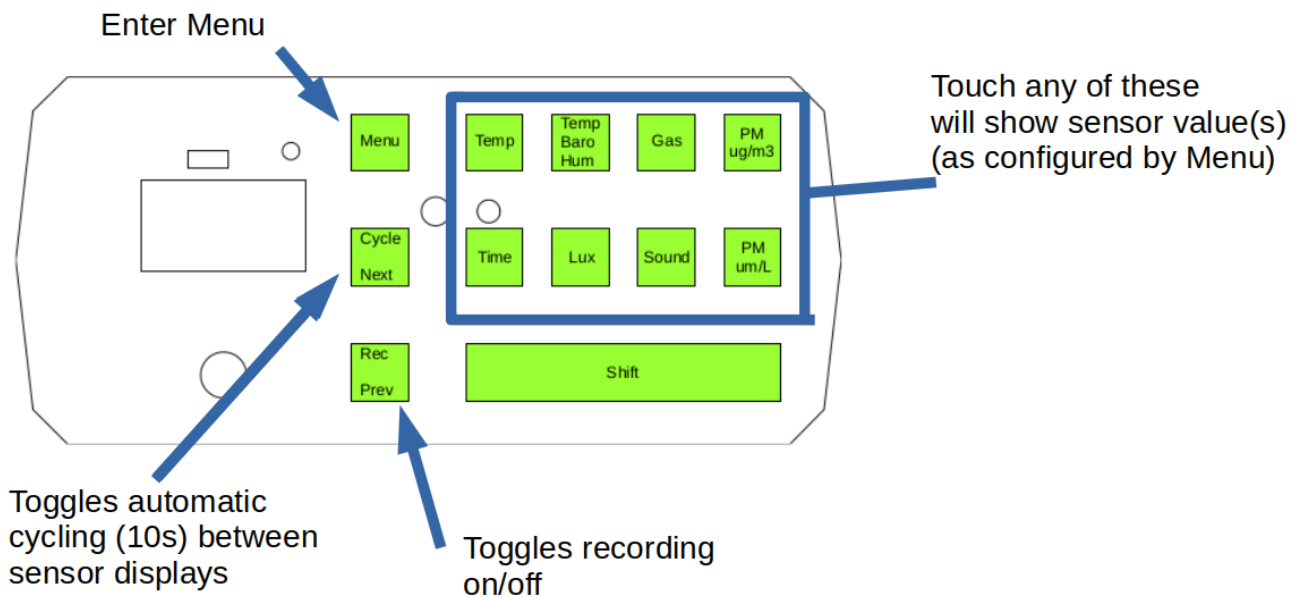 Enter Menu
Touch any of these
will show sensor value(s)
(as configured by Menu)
Menu
Temp
Temp
Baro
Hum
Gas
PM
ug/m3
Cycle
Next
Time
Lux
Sound
PM
um/L
Rec
Prev
Shift
Toggles automatic
cycling (10s) between
sensor displays
Toggles recording
on/off